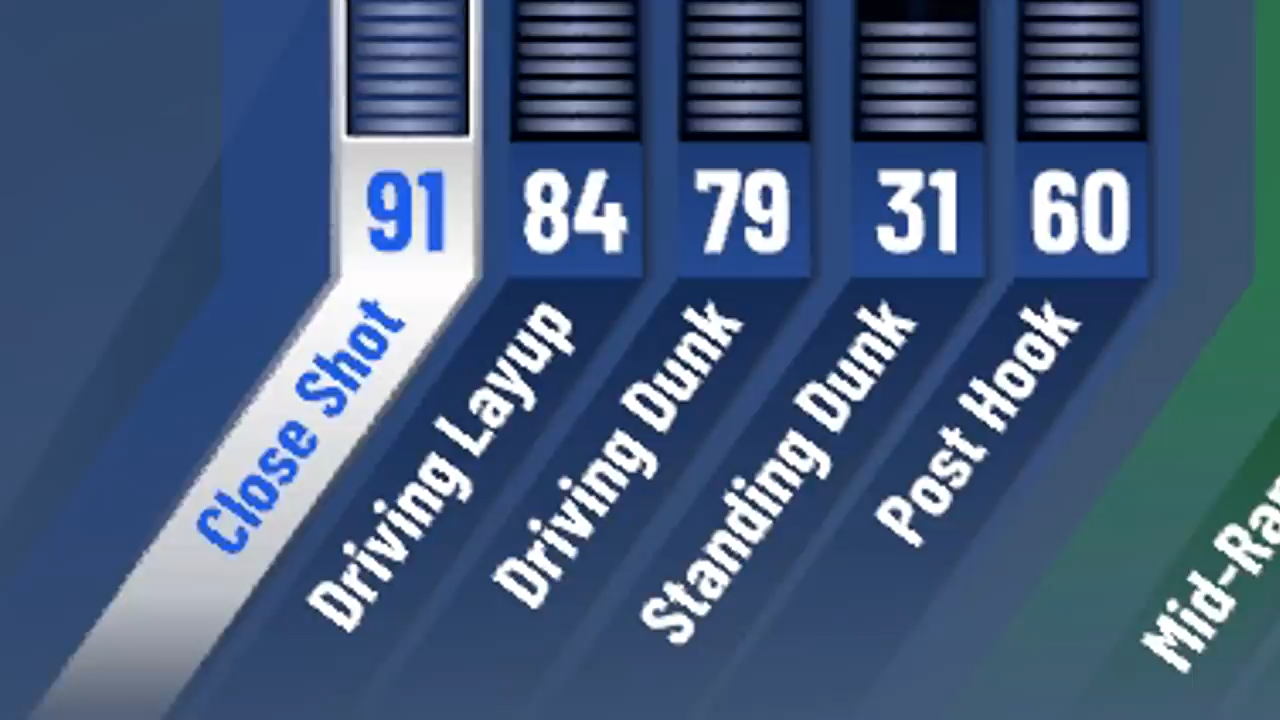 91
84
79
31
60
Close Shot
Driving Layup
Driving Dunk
Standing Dunk
Post Hook